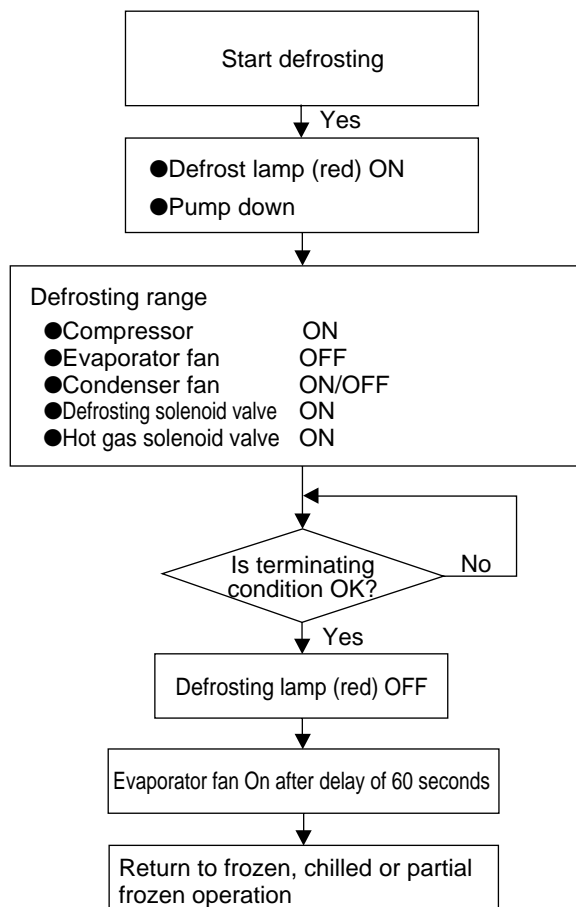 Start defrosting
Yes
●Defrost lamp (red) ON
●Pump down
Defrosting range
●Compressor ON
●Evaporator fan OFF
●Condenser fan ON/OFF
●Defrosting solenoid valve ON
●Hot gas solenoid valve ON
Is terminating
condition OK?
No
Yes
Defrosting lamp (red) OFF
Evaporator fan On after delay of 60 seconds
Return to frozen, chilled or partial
frozen operation